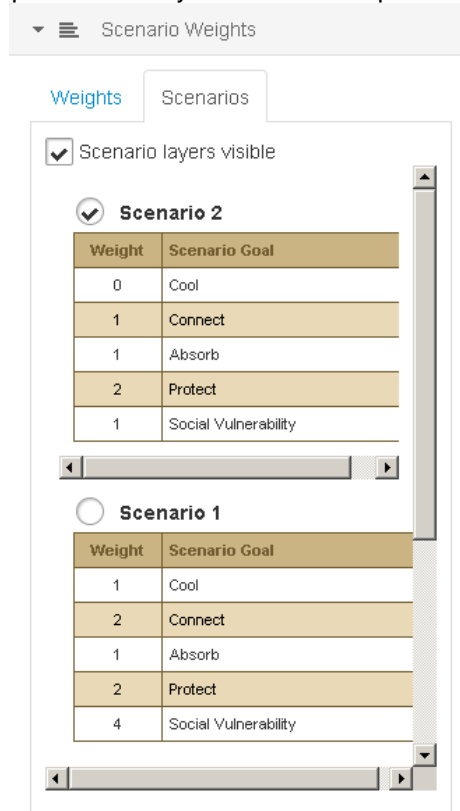 Scenario Weights
Weights Scenarios
Scenario layers visible
Scenario 2
Weight Scenario Goal
0 Cool
1 Connect
1 Absorb
2 Protect
1 Social Vulnerability
Scenario 1
Weight Scenario Goal
1 Cool
2 Connect
1 Absorb
2 Protect
4 Social Vulnerability